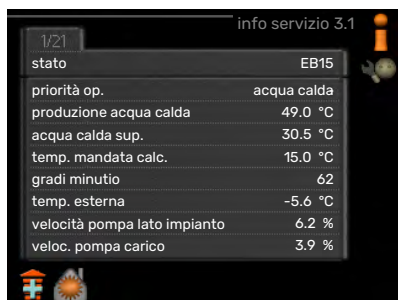 info servizio 3.1
1/21
stato EB15
priorità op. acqua calda
produzione acqua calda 49.0 °C
acqua calda sup. 30.5 °C
temp. mandata calc. 15.0 °C
gradi minutio 62
temp. esterna -5.6 °C
velocità pompa lato impianto 6.2 %
veloc. pompa carico 3.9 %